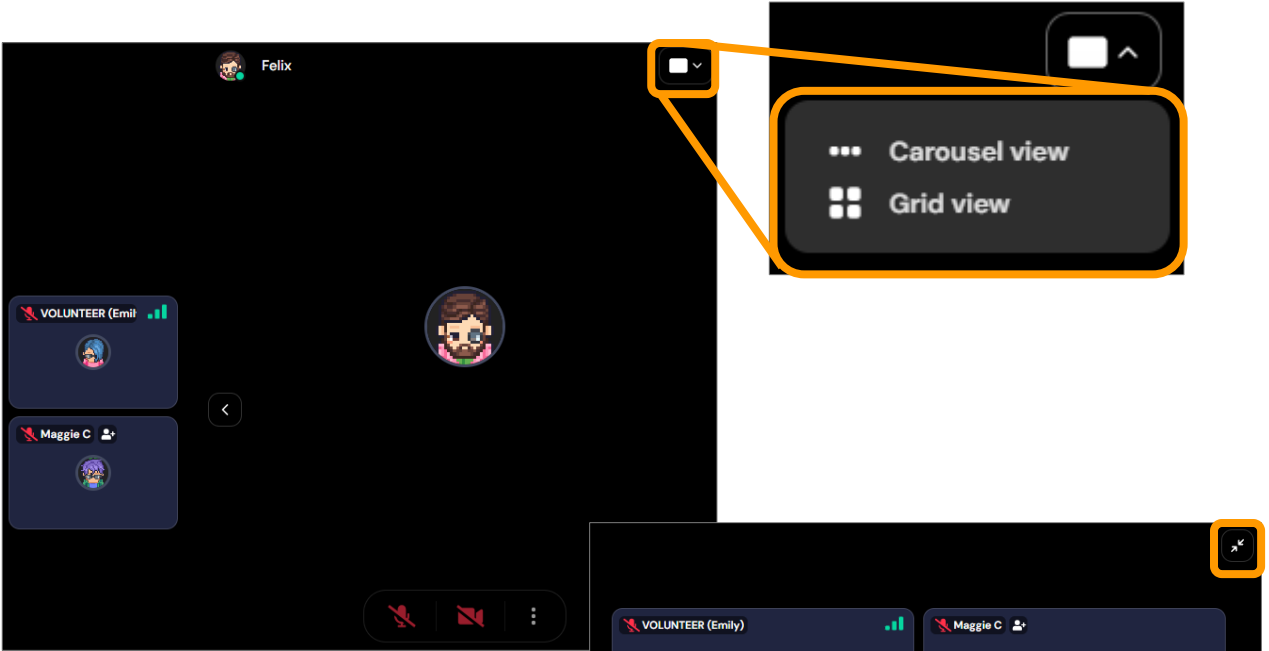 Felix
Carousel view
Grid view
VOLUNTEER (Emil
Maggie C
VOLUNTEER (Emily)
Maggie C